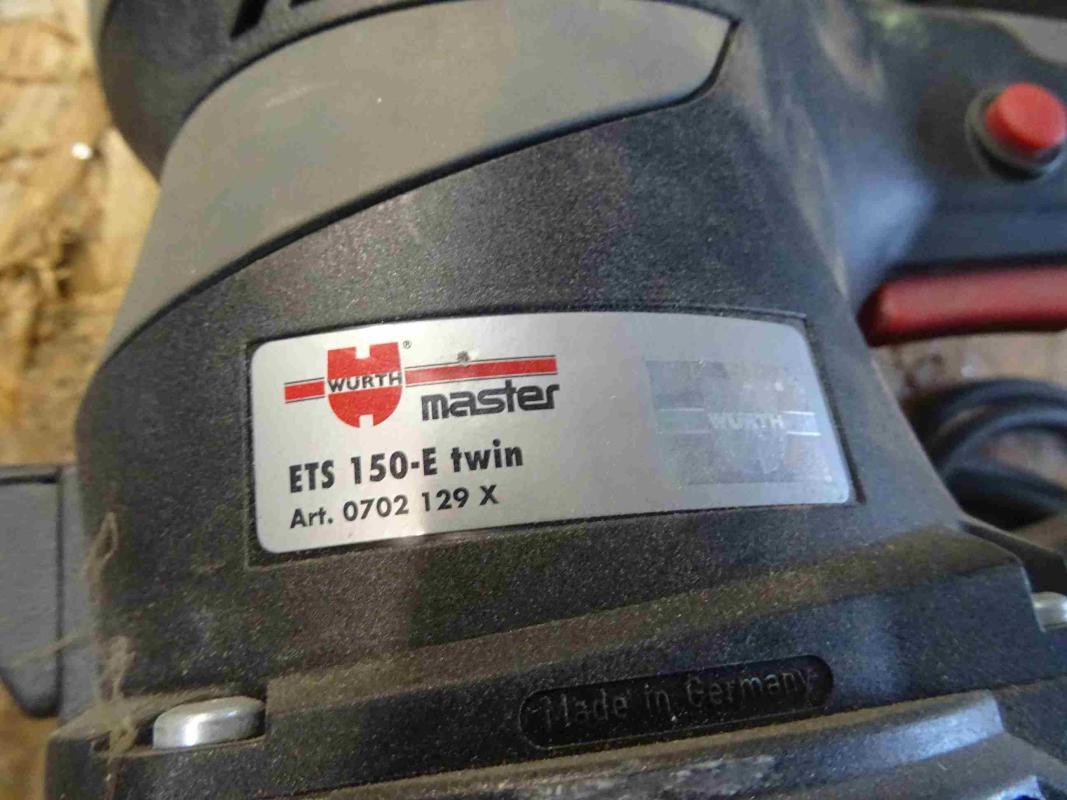 WURTH ®
master
ETS 150-E twin
Art. 0702 129 X
WURTH
Made in Germany